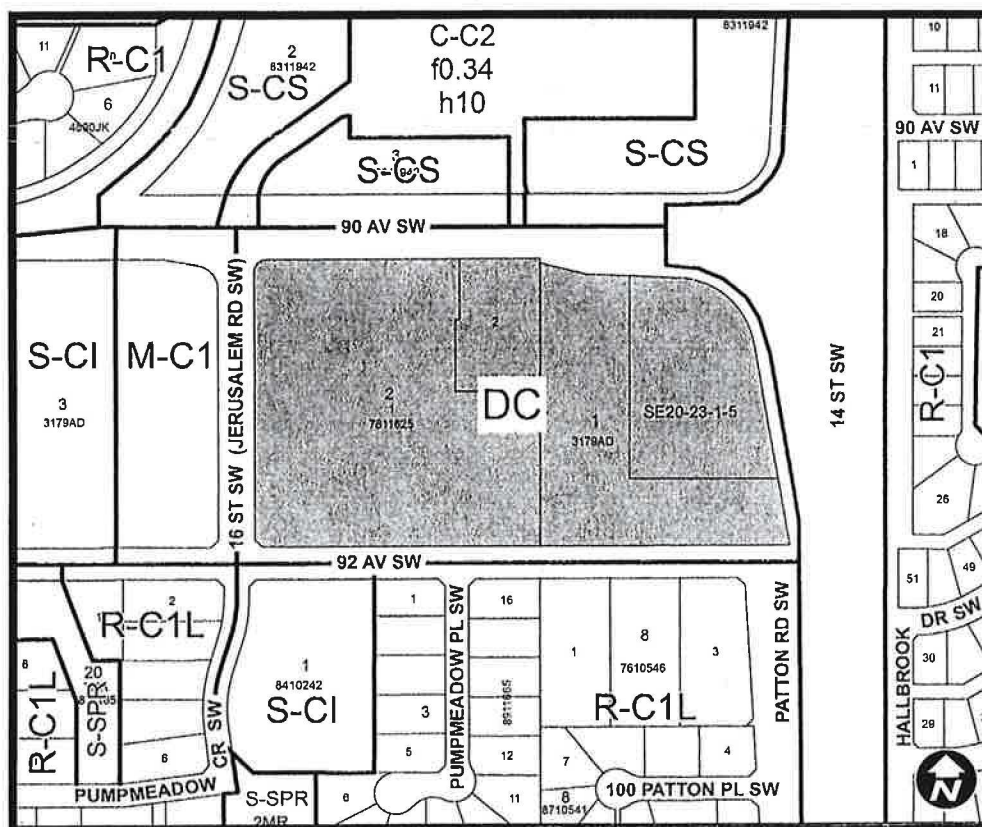 11
R-C1
6
4690JK
2
8311942
S-CS
C-C2
f0.34
h10
8311942
10
11
90 AV SW
3
S-CS
S-CS
1
90 AV SW
18
20
21
R-C1
26
S-CI
3
3179AD
M-C1
16 ST SW (JERUSALEM RD SW)
2
2
1
7811625
DC
1
3179AD
SE20-23-1-5
14 ST SW
92 AV SW
51
49
HALLBROOK
DR SW
30
29
2
1
R-C1L
8
R-C1L
20
S-SPR
6
CR SW
PUMPMEADOW
1
8410242
S-CI
S-SPR
2MR
1
3
5
6
PUMPMEADOW PL SW
16
8911665
12
11
1
8
7610546
3
R-C1L
7
4
8
8710541
100 PATTON PL SW
PATTON RD SW
N